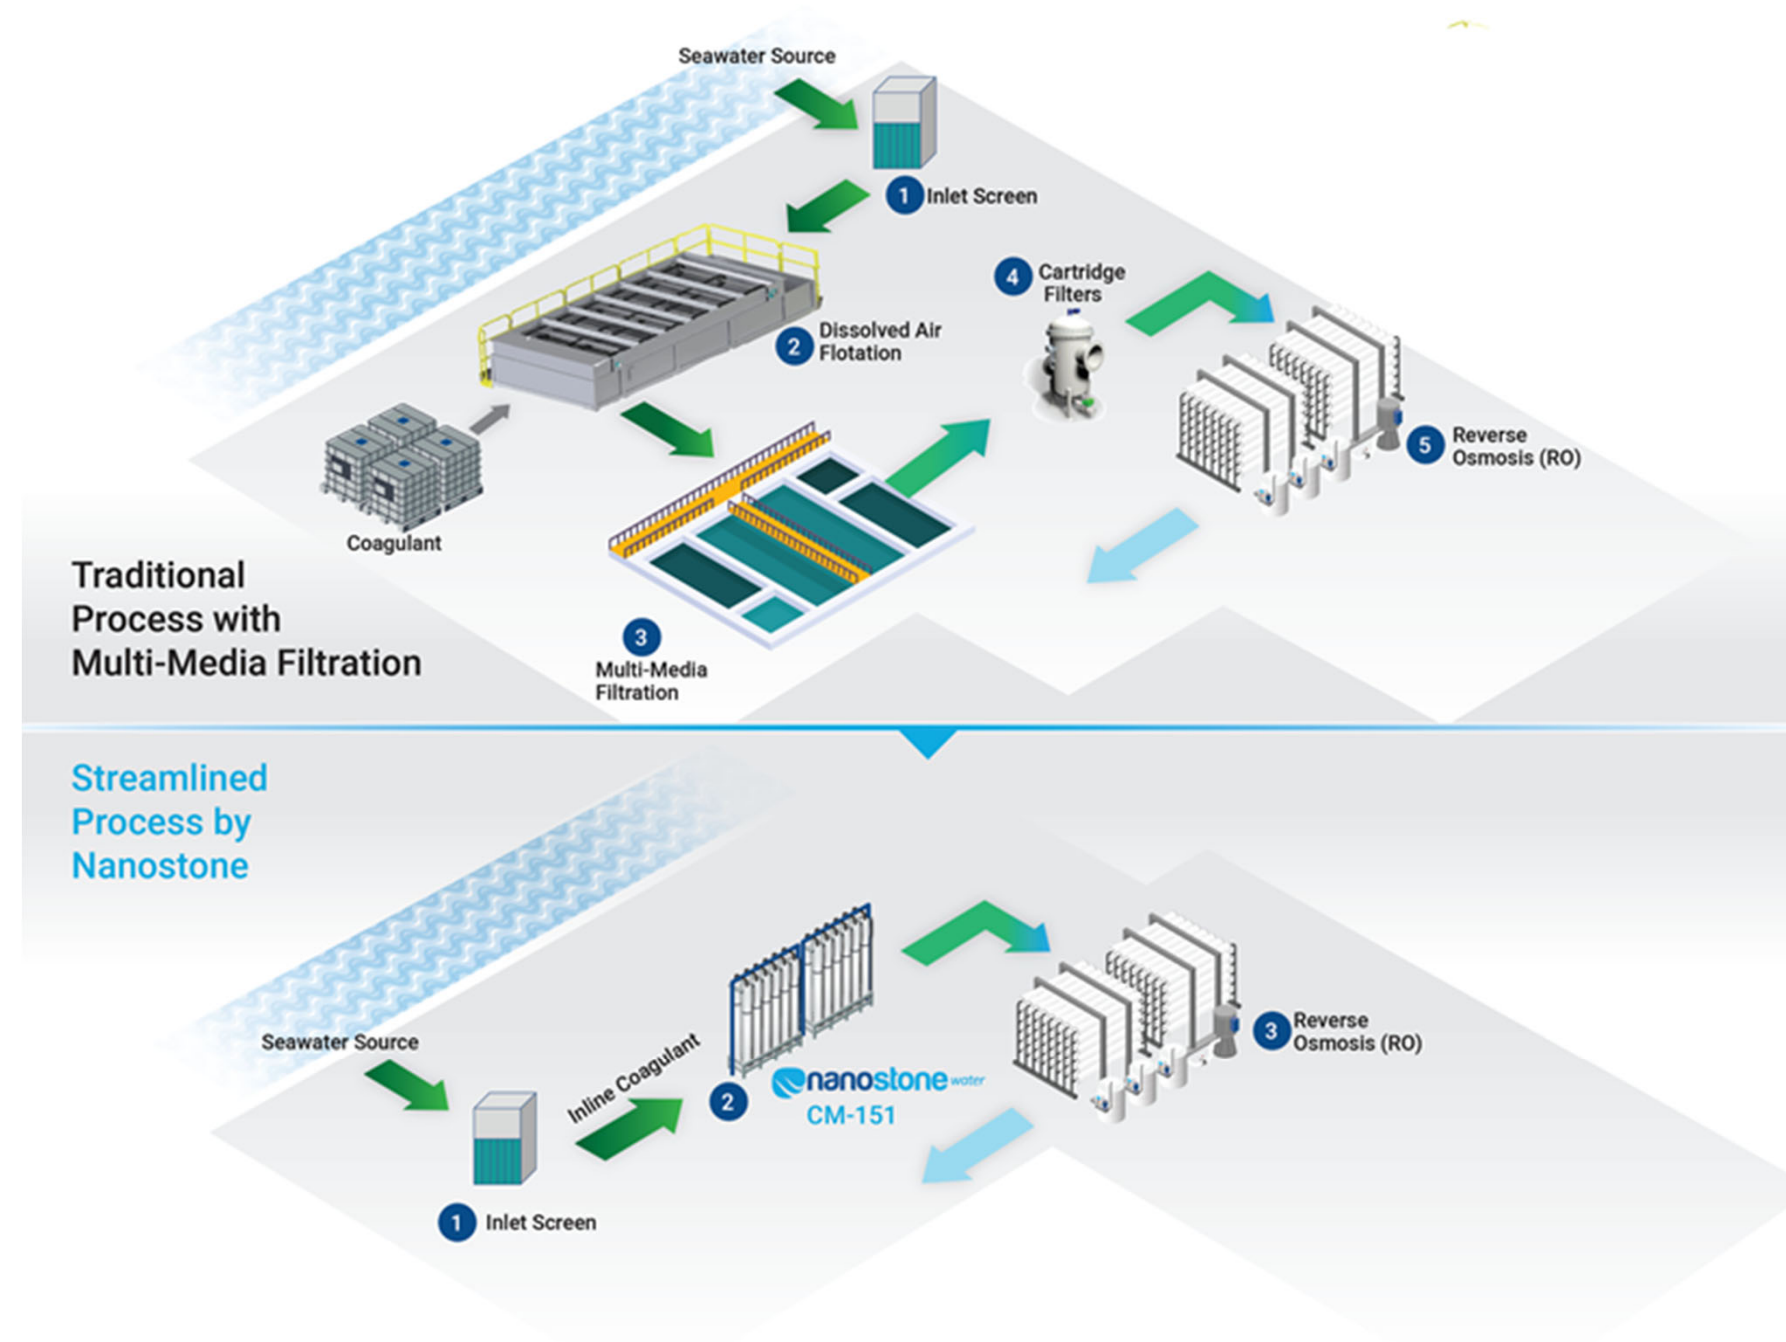 Seawater Source
1 Inlet Screen
2 Dissolved Air
Flotation
4 Cartridge
Filters
5 Reverse
Osmosis (RO)
Coagulant
3
Multi-Media
Filtration
Traditional
Process with
Multi-Media Filtration
Streamlined
Process by
Nanostone
Seawater Source
1 Inlet Screen
Inline Coagulant
2 nanostone water
CM-151
3 Reverse
Osmosis (RO)